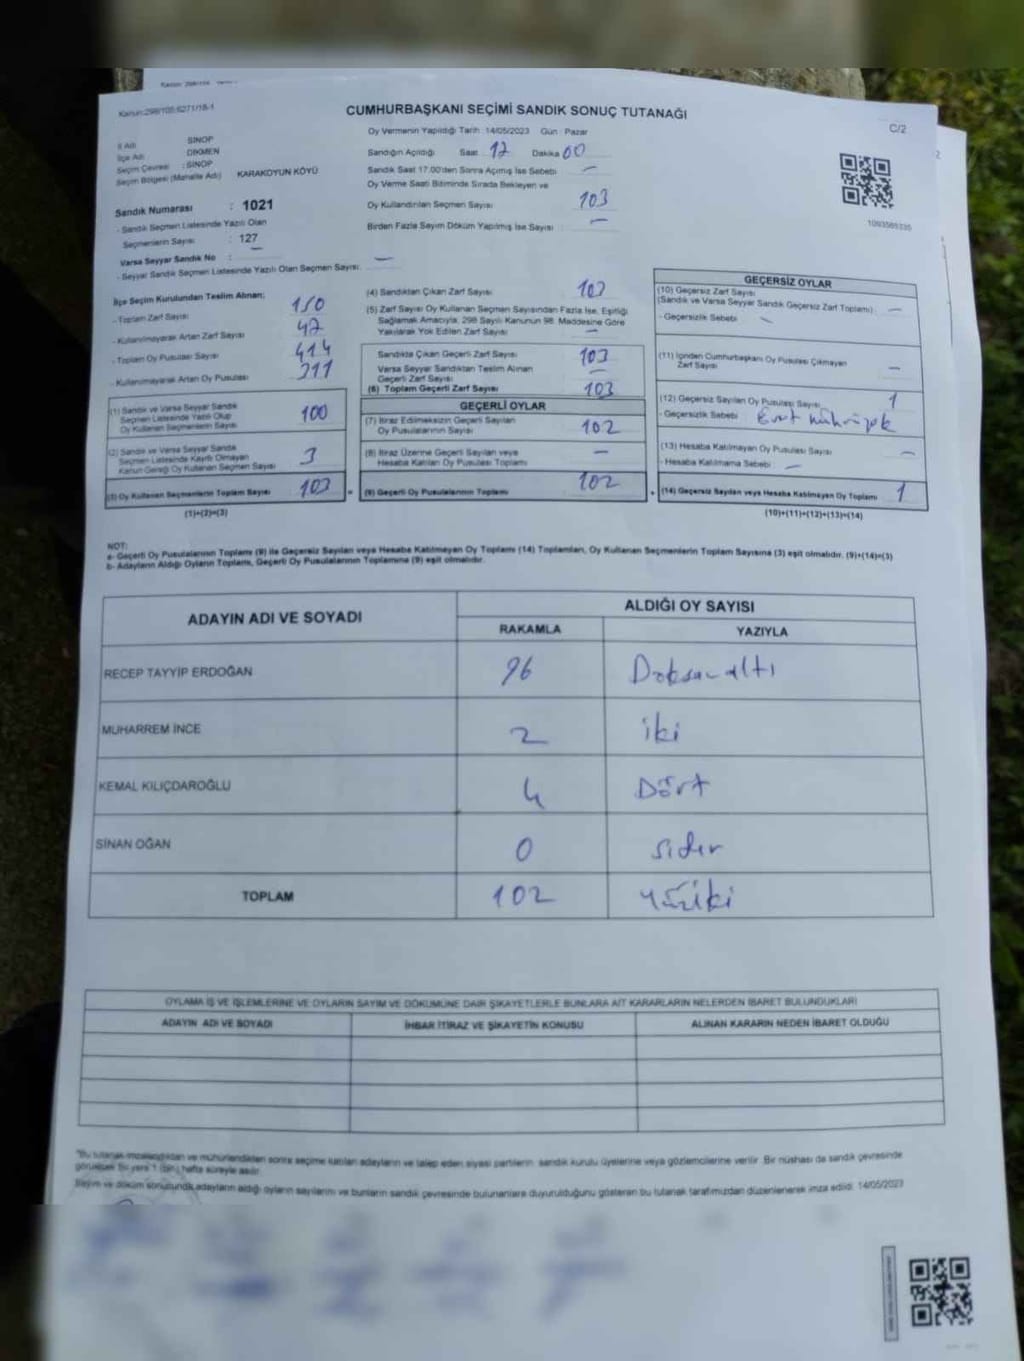 Kanun:298/105:6271/18-1
CUMHURBAŞKANI SEÇİMİ SANDIK SONUÇ TUTANAĞI
C/2
İl Adı SİNOP
İlçe Adı DİKMEN
Seçim Çevresi : SİNOP
Seçim Bölgesi (Mahalle Adı) KARAKOYUN KÖYÜ
Sandık Numarası : 1021
- Sandık Seçmen Listesinde Yazılı Olan
Seçmenlerin Sayısı : 127
Varsa Seyyar Sandık No : —
- Seyyar Sandık Seçmen Listesinde Yazılı Olan Seçmen Sayısı: —
Oy Vermenin Yapıldığı Tarih :14/05/2023 Gün : Pazar
Sandığın Açıldığı Saat 17 Dakika 00
Sandık Saat 17.00'den Sonra Açılmış İse Sebebi —
Oy Verme Saati Bitiminde Sırada Bekleyen ve
Oy Kullandırılan Seçmen Sayısı 103
Birden Fazla Sayım Döküm Yapılmış İse Sayısı : —
1093565335
İlçe Seçim Kurulundan Teslim Alınan;
- Toplam Zarf Sayısı 150
- Kullanılmayarak Artan Zarf Sayısı 47
- Toplam Oy Pusulası Sayısı 414
- Kullanılmayarak Artan Oy Pusulası 311
(1) Sandık ve Varsa Seyyar Sandık
Seçmen Listesinde Yazılı Olup
Oy Kullanan Seçmenlerin Sayısı 100
(2) Sandık ve Varsa Seyyar Sandık
Seçmen Listesinde Kayıtlı Olmayan
Kanun Gereği Oy Kullanan Seçmen Sayısı 3
(3) Oy Kullanan Seçmenlerin Toplam Sayısı 103
(1)+(2)=(3)
(4) Sandıktan Çıkan Zarf Sayısı 103
(5) Zarf Sayısı Oy Kullanan Seçmen Sayısından Fazla İse, Eşitliği
Sağlamak Amacıyla; 298 Sayılı Kanunun 98. Maddesine Göre
Yakılarak Yok Edilen Zarf Sayısı —
Sandıkta Çıkan Geçerli Zarf Sayısı 103
Varsa Seyyar Sandıktan Teslim Alınan
Geçerli Zarf Sayısı —
(6) Toplam Geçerli Zarf Sayısı 103
GEÇERLİ OYLAR
(7) İtiraz Edilmeksizin Geçerli Sayılan
Oy Pusulalarının Sayısı 102
(8) İtiraz Üzerine Geçerli Sayılan veya
Hesaba Katılan Oy Pusulası Toplamı —
= (9) Geçerli Oy Pusulalarının Toplamı 102
GEÇERSİZ OYLAR
(10) Geçersiz Zarf Sayısı
(Sandık ve Varsa Seyyar Sandık Geçersiz Zarf Toplamı) : —
- Geçersizlik Sebebi —
(11) İçinden Cumhurbaşkanı Oy Pusulası Çıkmayan
Zarf Sayısı —
(12) Geçersiz Sayılan Oy Pusulası Sayısı 1
- Geçersizlik Sebebi : Evet mührü yok
(13) Hesaba Katılmayan Oy Pusulası Sayısı —
- Hesaba Katılmama Sebebi : —
+ (14) Geçersiz Sayılan veya Hesaba Katılmayan Oy Toplamı 1
(10)+(11)+(12)+(13)=(14)
NOT:
a- Geçerli Oy Pusulalarının Toplamı (9) ile Geçersiz Sayılan veya Hesaba Katılmayan Oy Toplamı (14) Toplamları, Oy Kullanan Seçmenlerin Toplam Sayısına (3) eşit olmalıdır. (9)+(14)=(3)
b- Adayların Aldığı Oyların Toplamı, Geçerli Oy Pusulalarının Toplamına (9) eşit olmalıdır.
ADAYIN ADI VE SOYADI ALDIĞI OY SAYISI
RAKAMLA YAZIYLA
RECEP TAYYİP ERDOĞAN 96 Doksan altı
MUHARREM İNCE 2 iki
KEMAL KILIÇDAROĞLU 4 Dört
SİNAN OĞAN 0 sıfır
TOPLAM 102 yüziki
OYLAMA İŞ VE İŞLEMLERİNE VE OYLARIN SAYIM VE DÖKÜMÜNE DAİR ŞİKAYETLERLE BUNLARA AİT KARARLARIN NELERDEN İBARET BULUNDUKLARI
ADAYIN ADI VE SOYADI İHBAR İTİRAZ VE ŞİKAYETİN KONUSU ALINAN KARARIN NEDEN İBARET OLDUĞU
*Bu tutanak imzalandıktan ve mühürlendikten sonra seçime katılan adayların ve talep eden siyasi partilerin sandık kurulu üyelerine veya gözlemcilerine verilir. Bir nüshası da sandık çevresinde
görülecek bir yere 1 (bir) hafta süreyle asılır.
Seçim ve döküm sonucunda adayların aldığı oyların sayılarını ve bunların sandık çevresinde bulunanlara duyurulduğunu gösteren bu tutanak tarafımızdan düzenlenerek imza edildi. 14/05/2023